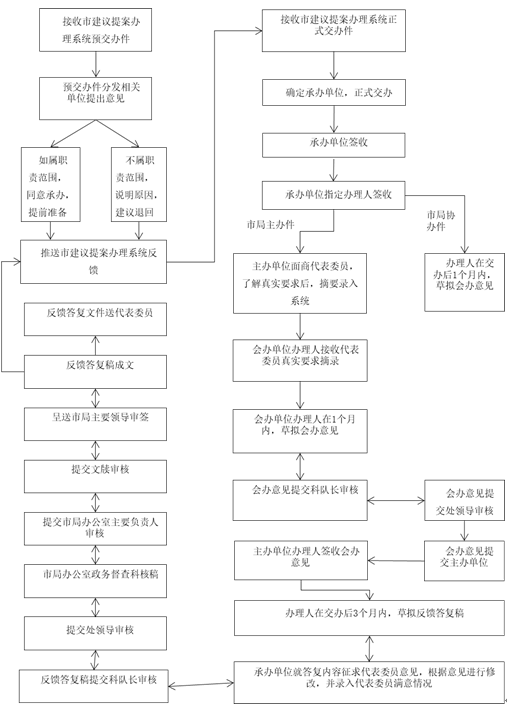 接收市建议提案办
理系统预交办件
预交办件分发相关
单位提出意见
如属职
责范围，
同意承办，
提前准备
不属职
责范围，
说明原因，
建议退回
推送市建议提案办理系统反
馈
反馈答复文件送代表委员
反馈答复稿成文
呈送市局主要领导审签
提交文牍审核
提交市局办公室主要负责人
审核
市局办公室政务督查科核稿
提交处领导审核
反馈答复稿提交科队长审核
接收市建议提案办理系统正
式交办件
确定承办单位，正式交办
承办单位签收
承办单位指定办理人签收
市局主办件
市局协
办件
主办单位面商代表委员，
了解真实要求后，摘要录入
系统
办理人在交
办后1个月内，
草拟会办意见
会办单位办理人接收代表
委员真实要求摘录
会办单位办理人在1个月
内，草拟会办意见
会办意见提交科队长审核
会办意见提
交处领导审核
主办单位办理人签收会办
意见
会办意见提
交主办单位
办理人在交办后3个月内，草拟反馈答复稿
承办单位就答复内容征求代表委员意见，根据意见进行修
改，并录入代表委员满意情况